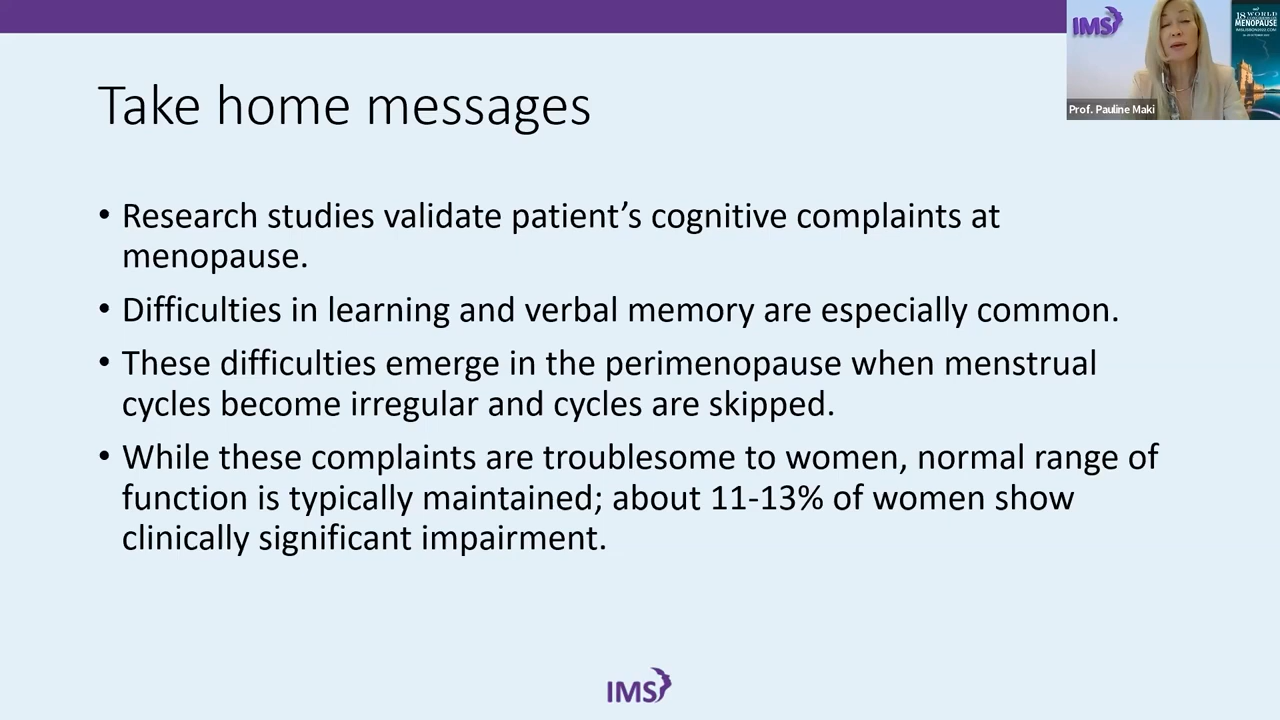 IMS
18 WORLD
MENOPAUSE
Prof. Pauline Maki
Take home messages
• Research studies validate patient’s cognitive complaints at
menopause.
• Difficulties in learning and verbal memory are especially common.
• These difficulties emerge in the perimenopause when menstrual
cycles become irregular and cycles are skipped.
• While these complaints are troublesome to women, normal range of
function is typically maintained; about 11-13% of women show
clinically significant impairment.
IMS